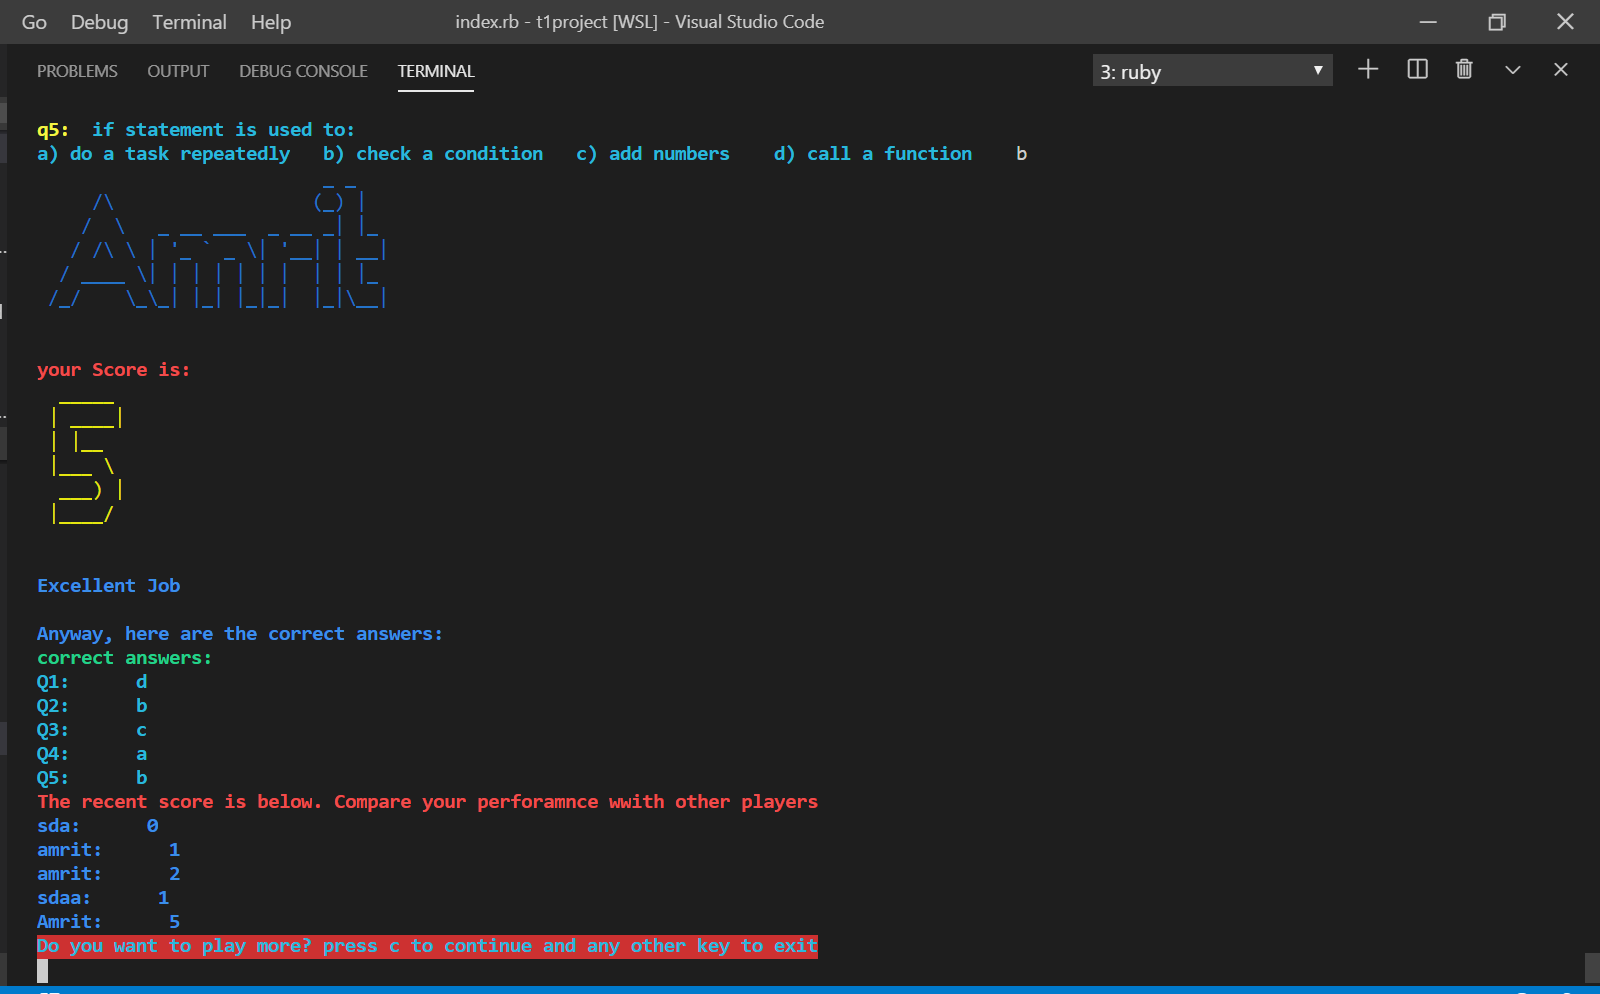 Go Debug Terminal Help index.rb - t1project [WSL] - Visual Studio Code
PROBLEMS OUTPUT DEBUG CONSOLE TERMINAL 3: ruby
q5: if statement is used to:
a) do a task repeatedly b) check a condition c) add numbers d) call a function b
Amrit
your Score is:
5
Excellent Job
Anyway, here are the correct answers:
correct answers:
Q1: d
Q2: b
Q3: c
Q4: a
Q5: b
The recent score is below. Compare your perforamnce wwith other players
sda: 0
amrit: 1
amrit: 2
sdaa: 1
Amrit: 5
Do you want to play more? press c to continue and any other key to exit